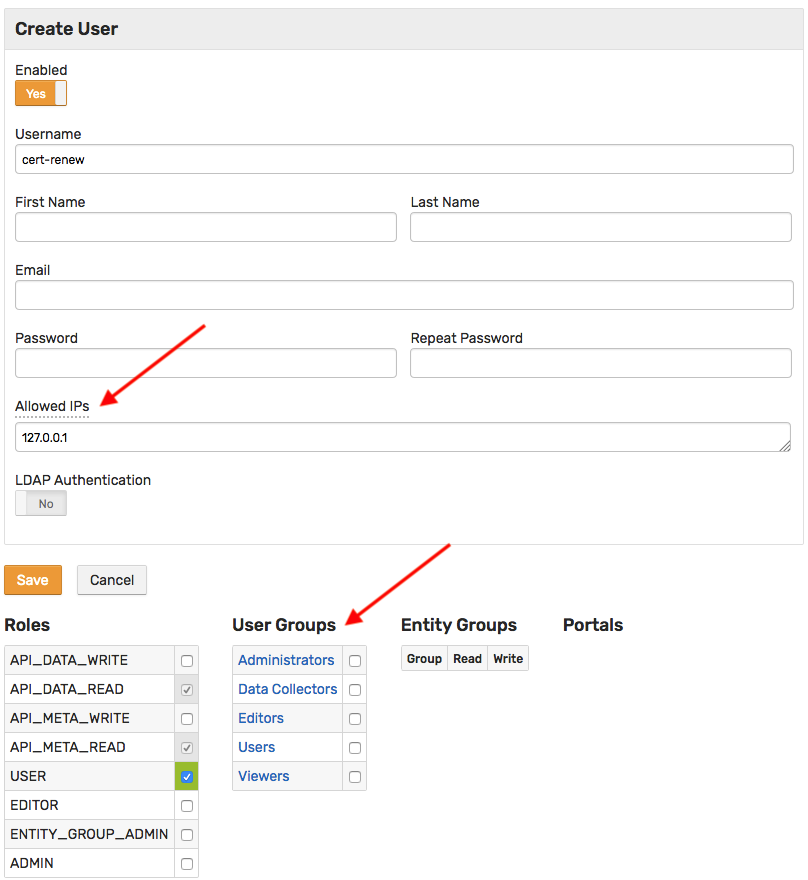 Create User
Enabled
Yes
Username
cert-renew
First Name Last Name
Email
Password Repeat Password
Allowed IPs
127.0.0.1
LDAP Authentication
No
Save Cancel
Roles
API_DATA_WRITE
API_DATA_READ
API_META_WRITE
API_META_READ
USER
EDITOR
ENTITY_GROUP_ADMIN
ADMIN
User Groups
Administrators
Data Collectors
Editors
Users
Viewers
Entity Groups
Group Read Write
Portals